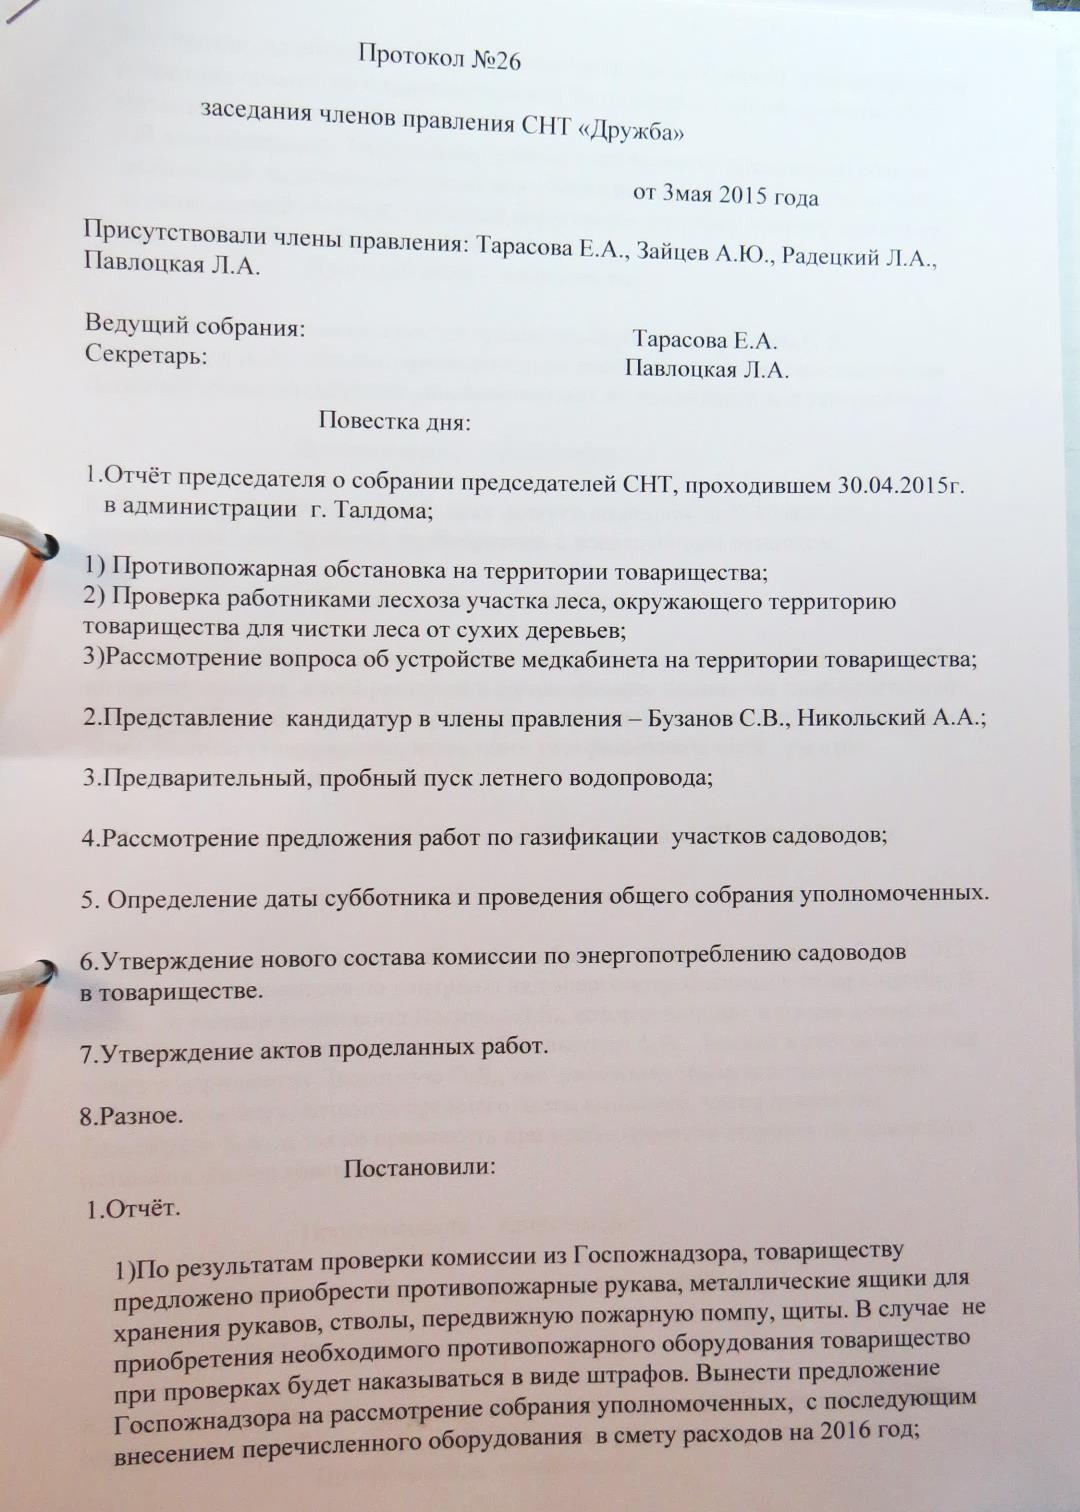 Протокол №26
заседания членов правления СНТ «Дружба»
от 3мая 2015 года
Присутствовали члены правления: Тарасова Е.А., Зайцев А.Ю., Радецкий Л.А.,
Павлоцкая Л.А.
Ведущий собрания: Тарасова Е.А.
Секретарь: Павлоцкая Л.А.
Повестка дня:
1.Отчёт председателя о собрании председателей СНТ, проходившем 30.04.2015г.
в администрации г. Талдома;
1) Противопожарная обстановка на территории товарищества;
2) Проверка работниками лесхоза участка леса, окружающего территорию
товарищества для чистки леса от сухих деревьев;
3)Рассмотрение вопроса об устройстве медкабинета на территории товарищества;
2.Представление кандидатур в члены правления – Бузанов С.В., Никольский А.А.;
3.Предварительный, пробный пуск летнего водопровода;
4.Рассмотрение предложения работ по газификации участков садоводов;
5. Определение даты субботника и проведения общего собрания уполномоченных.
6.Утверждение нового состава комиссии по энергопотреблению садоводов
в товариществе.
7.Утверждение актов проделанных работ.
8.Разное.
Постановили:
1.Отчёт.
1)По результатам проверки комиссии из Госпожнадзора, товариществу
предложено приобрести противопожарные рукава, металлические ящики для
хранения рукавов, стволы, передвижную пожарную помпу, щиты. В случае не
приобретения необходимого противопожарного оборудования товарищество
при проверках будет наказываться в виде штрафов. Вынести предложение
Госпожнадзора на рассмотрение собрания уполномоченных, с последующим
внесением перечисленного оборудования в смету расходов на 2016 год;